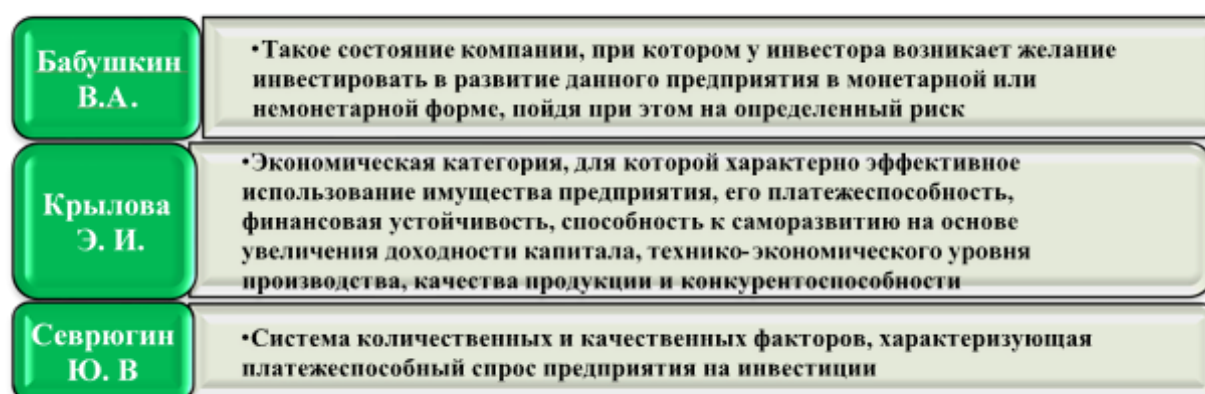 Бабушкин
В.А.
•Такое состояние компании, при котором у инвестора возникает желание
инвестировать в развитие данного предприятия в монетарной или
немонетарной форме, пойдя при этом на определенный риск
Крылова
Э. И.
•Экономическая категория, для которой характерно эффективное
использование имущества предприятия, его платежеспособность,
финансовая устойчивость, способность к саморазвитию на основе
увеличения доходности капитала, технико-экономического уровня
производства, качества продукции и конкурентоспособности
Севрюгин
Ю. В
•Система количественных и качественных факторов, характеризующая
платежеспособный спрос предприятия на инвестиции